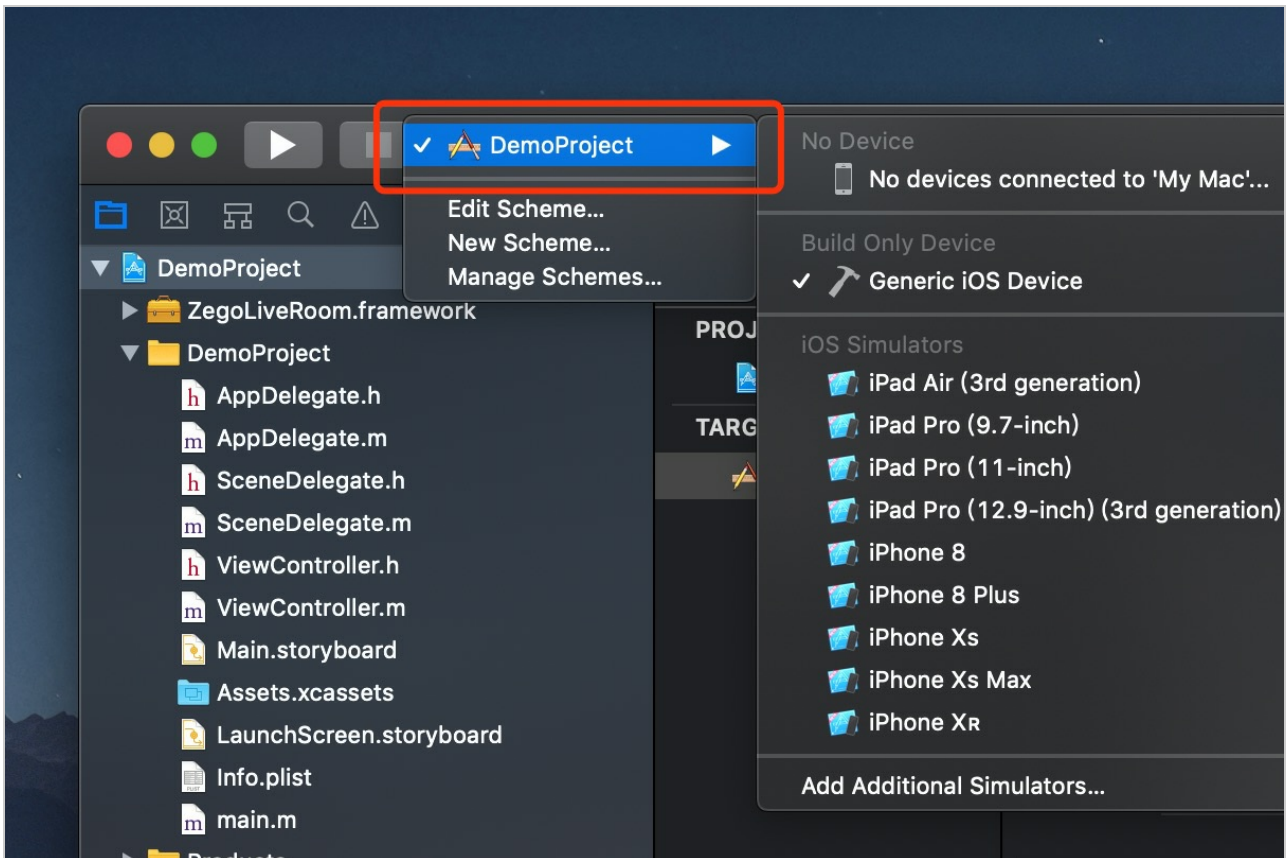 DemoProject
Edit Scheme...
New Scheme...
Manage Schemes...
No Device
No devices connected to 'My Mac'...
Build Only Device
Generic iOS Device
iOS Simulators
iPad Air (3rd generation)
iPad Pro (9.7-inch)
iPad Pro (11-inch)
iPad Pro (12.9-inch) (3rd generation)
iPhone 8
iPhone 8 Plus
iPhone Xs
iPhone Xs Max
iPhone XR
Add Additional Simulators...
DemoProject
ZegoLiveRoom.framework
DemoProject
h AppDelegate.h
m AppDelegate.m
h SceneDelegate.h
m SceneDelegate.m
h ViewController.h
m ViewController.m
Main.storyboard
Assets.xcassets
LaunchScreen.storyboard
Info.plist
m main.m
PROJ
TARG